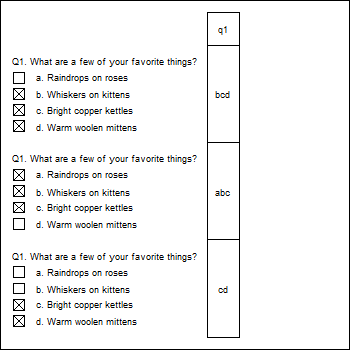 q1
Q1. What are a few of your favorite things?
a. Raindrops on roses
b. Whiskers on kittens
c. Bright copper kettles
d. Warm woolen mittens
bcd
Q1. What are a few of your favorite things?
a. Raindrops on roses
b. Whiskers on kittens
c. Bright copper kettles
d. Warm woolen mittens
abc
Q1. What are a few of your favorite things?
a. Raindrops on roses
b. Whiskers on kittens
c. Bright copper kettles
d. Warm woolen mittens
cd